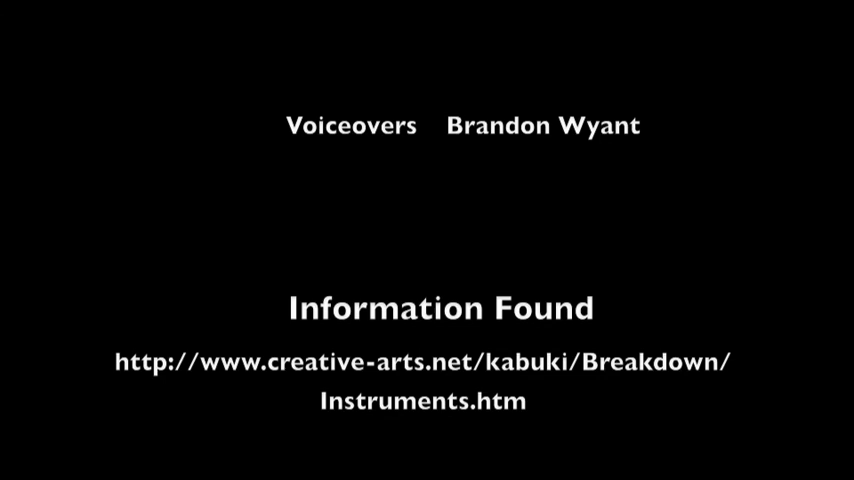 Voiceovers Brandon Wyant
Information Found
http://www.creative-arts.net/kabuki/Breakdown/
Instruments.htm